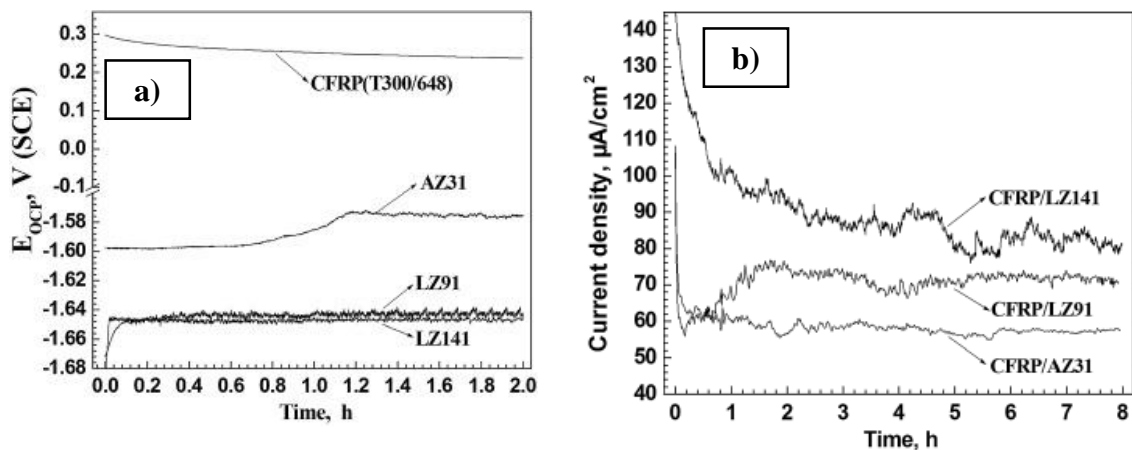 a)
E_OCP, V (SCE)
0.3
0.2
0.1
0.0
-0.1
-1.58
-1.60
-1.64
-1.66
-1.68
CFRP(T300/648)
AZ31
LZ91
LZ141
0.0 0.2 0.4 0.6 0.8 1.0 1.2 1.4 1.6 1.8 2.0
Time, h
b)
Current density, µA/cm²
140
130
120
110
100
90
80
70
60
50
40
CFRP/LZ141
CFRP/LZ91
CFRP/AZ31
0 1 2 3 4 5 6 7 8
Time, h